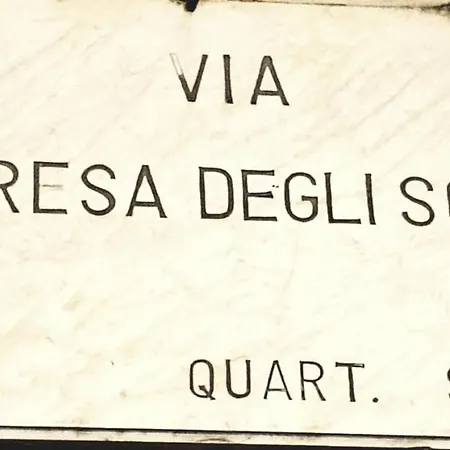 VIA
RESA DEGLI S
QUART.